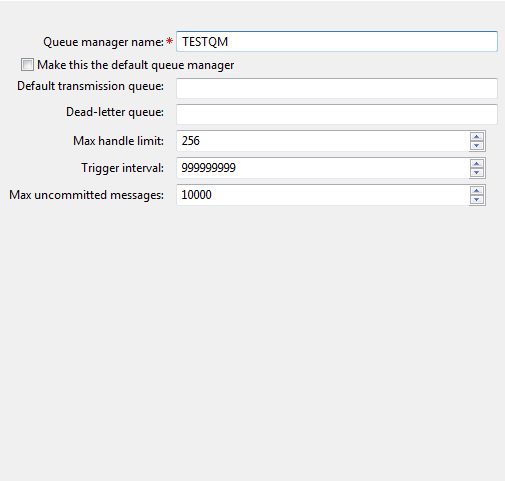 Queue manager name:* TESTQM
Make this the default queue manager
Default transmission queue:
Dead-letter queue:
Max handle limit: 256
Trigger interval: 999999999
Max uncommitted messages: 10000